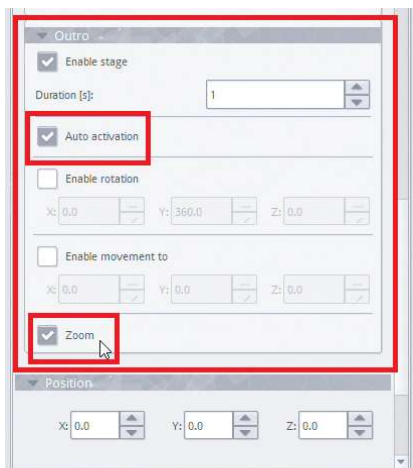 Outro
Enable stage
Duration [s]: 1
Auto activation
Enable rotation
X: 0.0 Y: 360.0 Z: 0.0
Enable movement to
X: 0.0 Y: 0.0 Z: 0.0
Zoom
Position
X: 0.0 Y: 0.0 Z: 0.0